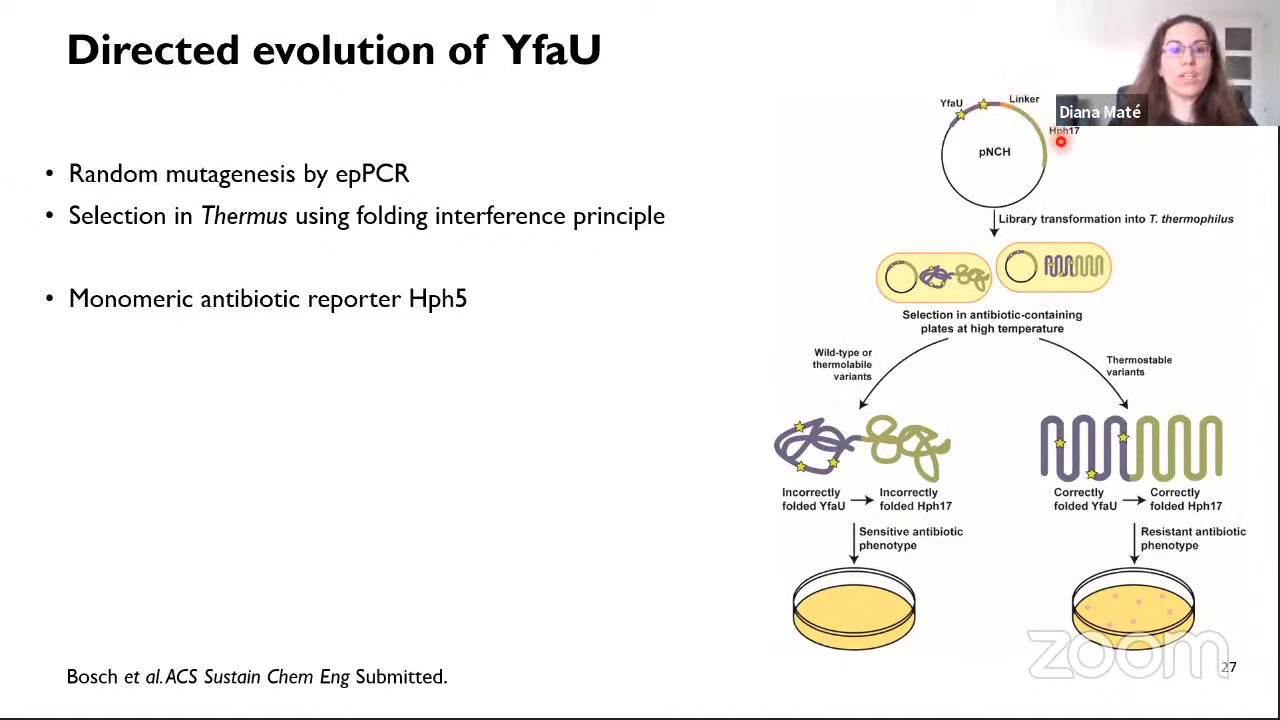 Directed evolution of YfaU
Diana Maté
• Random mutagenesis by epPCR
• Selection in Thermus using folding interference principle
• Monomeric antibiotic reporter Hph5
YfaU
Linker
Hph17
pNCH
Library transformation into T. thermophilus
Selection in antibiotic-containing
plates at high temperature
Wild-type or
thermolabile
variants
Thermostable
variants
Incorrectly
folded YfaU
Incorrectly
folded Hph17
Correctly
folded YfaU
Correctly
folded Hph17
Sensitive antibiotic
phenotype
Resistant antibiotic
phenotype
Bosch et al. ACS Sustain Chem Eng Submitted.
zoom
27